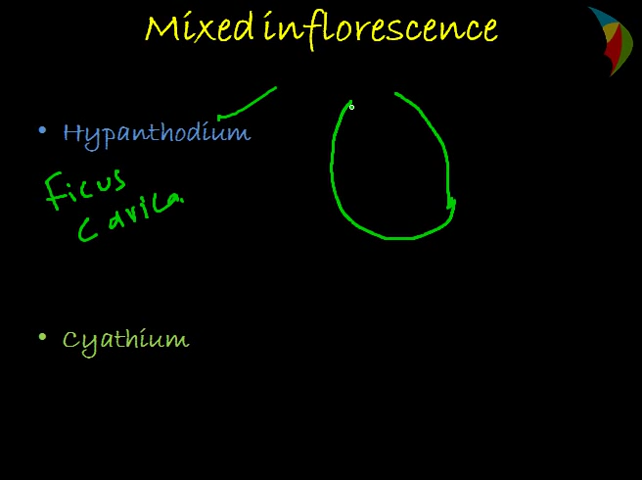 Mixed inflorescence
• Hypanthodium
Ficus
Carica
• Cyathium